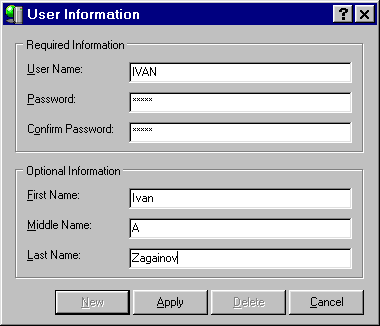 User Information
Required Information
User Name: IVAN
Password: *****
Confirm Password: *****
Optional Information
First Name: Ivan
Middle Name: A
Last Name: Zagainov
New Apply Delete Cancel